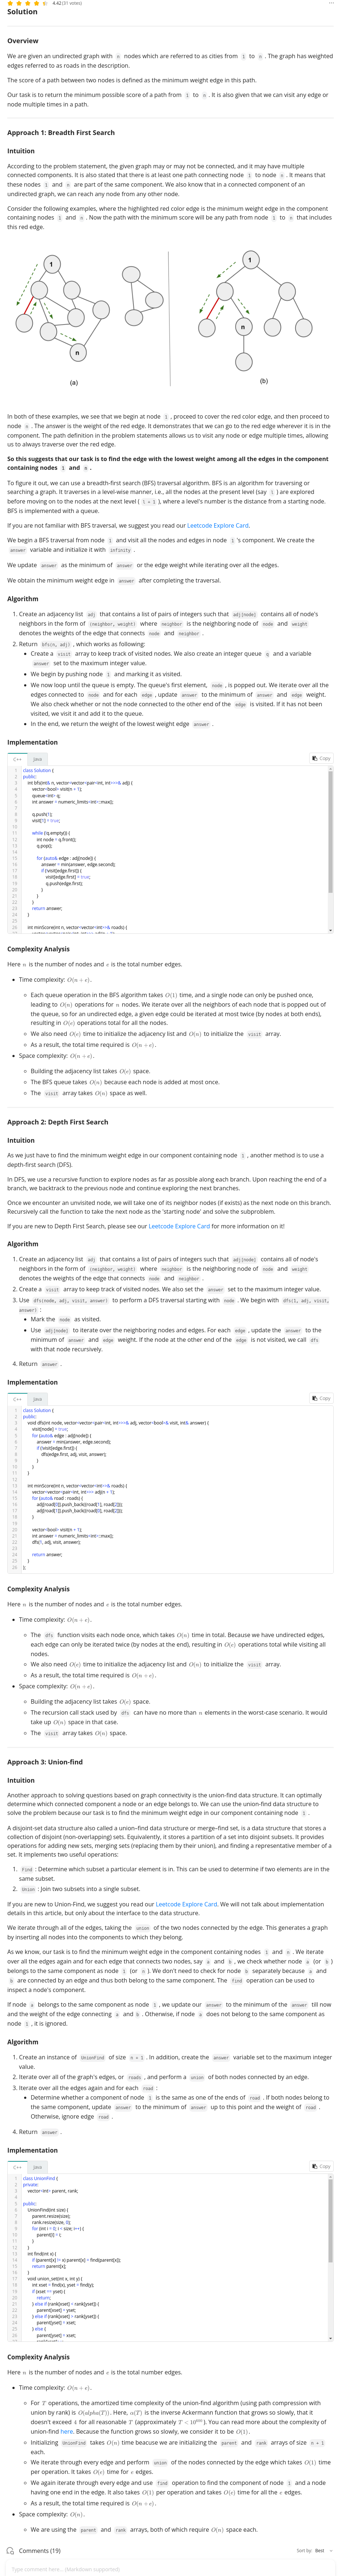 4.42 (31 votes)
Solution
Overview
We are given an undirected graph with n nodes which are referred to as cities from 1 to n . The graph has weighted
edges referred to as roads in the description.
The score of a path between two nodes is defined as the minimum weight edge in this path.
Our task is to return the minimum possible score of a path from 1 to n . It is also given that we can visit any edge or
node multiple times in a path.
Approach 1: Breadth First Search
Intuition
According to the problem statement, the given graph may or may not be connected, and it may have multiple
connected components. It is also stated that there is at least one path connecting node 1 to node n . It means that
these nodes 1 and n are part of the same component. We also know that in a connected component of an
undirected graph, we can reach any node from any other node.
Consider the following examples, where the highlighted red color edge is the minimum weight edge in the component
containing nodes 1 and n . Now the path with the minimum score will be any path from node 1 to n that includes
this red edge.
1
n
(a)
1
n
(b)
In both of these examples, we see that we begin at node 1 , proceed to cover the red color edge, and then proceed to
node n . The answer is the weight of the red edge. It demonstrates that we can go to the red edge wherever it is in the
component. The path definition in the problem statements allows us to visit any node or edge multiple times, allowing
us to always traverse over the red edge.
So this suggests that our task is to find the edge with the lowest weight among all the edges in the component
containing nodes 1 and n .
To figure it out, we can use a breadth-first search (BFS) traversal algorithm. BFS is an algorithm for traversing or
searching a graph. It traverses in a level-wise manner, i.e., all the nodes at the present level (say l ) are explored
before moving on to the nodes at the next level ( l + 1 ), where a level's number is the distance from a starting node.
BFS is implemented with a queue.
If you are not familiar with BFS traversal, we suggest you read our Leetcode Explore Card.
We begin a BFS traversal from node 1 and visit all the nodes and edges in node 1 's component. We create the
answer variable and initialize it with infinity .
We update answer as the minimum of answer or the edge weight while iterating over all the edges.
We obtain the minimum weight edge in answer after completing the traversal.
Algorithm
1. Create an adjacency list adj that contains a list of pairs of integers such that adj[node] contains all of node's
neighbors in the form of (neighbor, weight) where neighbor is the neighboring node of node and weight
denotes the weights of the edge that connects node and neighbor .
2. Return bfs(n, adj) , which works as following:
• Create a visit array to keep track of visited nodes. We also create an integer queue q and a variable
answer set to the maximum integer value.
• We begin by pushing node 1 and marking it as visited.
• We now loop until the queue is empty. The queue's first element, node , is popped out. We iterate over all the
edges connected to node and for each edge , update answer to the minimum of answer and edge weight.
We also check whether or not the node connected to the other end of the edge is visited. If it has not been
visited, we visit it and add it to the queue.
• In the end, we return the weight of the lowest weight edge answer .
Implementation
C++
Java
Copy
1 class Solution {
2 public:
3 int bfs(int& n, vector<vector<pair<int, int>>>& adj) {
4 vector<bool> visit(n + 1);
5 queue<int> q;
6 int answer = numeric_limits<int>::max();
7
8 q.push(1);
9 visit[1] = true;
10
11 while (!q.empty()) {
12 int node = q.front();
13 q.pop();
14
15 for (auto& edge : adj[node]) {
16 answer = min(answer, edge.second);
17 if (!visit[edge.first]) {
18 visit[edge.first] = true;
19 q.push(edge.first);
20 }
21 }
22 }
23 return answer;
24 }
25
26 int minScore(int n, vector<vector<int>>& roads) {
Complexity Analysis
Here n is the number of nodes and e is the total number edges.
• Time complexity: O(n + e).
○ Each queue operation in the BFS algorithm takes O(1) time, and a single node can only be pushed once,
leading to O(n) operations for n nodes. We iterate over all the neighbors of each node that is popped out of
the queue, so for an undirected edge, a given edge could be iterated at most twice (by nodes at both ends),
resulting in O(e) operations total for all the nodes.
○ We also need O(e) time to initialize the adjacency list and O(n) to initialize the visit array.
○ As a result, the total time required is O(n + e).
• Space complexity: O(n + e).
○ Building the adjacency list takes O(e) space.
○ The BFS queue takes O(n) because each node is added at most once.
○ The visit array takes O(n) space as well.
Approach 2: Depth First Search
Intuition
As we just have to find the minimum weight edge in our component containing node 1 , another method is to use a
depth-first search (DFS).
In DFS, we use a recursive function to explore nodes as far as possible along each branch. Upon reaching the end of a
branch, we backtrack to the previous node and continue exploring the next branches.
Once we encounter an unvisited node, we will take one of its neighbor nodes (if exists) as the next node on this branch.
Recursively call the function to take the next node as the 'starting node' and solve the subproblem.
If you are new to Depth First Search, please see our Leetcode Explore Card for more information on it!
Algorithm
1. Create an adjacency list adj that contains a list of pairs of integers such that adj[node] contains all of node's
neighbors in the form of (neighbor, weight) where neighbor is the neighboring node of node and weight
denotes the weights of the edge that connects node and neighbor .
2. Create a visit array to keep track of visited nodes. We also set the answer set to the maximum integer value.
3. Use dfs(node, adj, visit, answer) to perform a DFS traversal starting with node . We begin with dfs(1, adj, visit,
answer) :
• Mark the node as visited.
• Use adj[node] to iterate over the neighboring nodes and edges. For each edge , update the answer to the
minimum of answer and edge weight. If the node at the other end of the edge is not visited, we call dfs
with that node recursively.
4. Return answer .
Implementation
C++
Java
Copy
1 class Solution {
2 public:
3 void dfs(int node, vector<vector<pair<int, int>>>& adj, vector<bool>& visit, int& answer) {
4 visit[node] = true;
5 for (auto& edge : adj[node]) {
6 answer = min(answer, edge.second);
7 if (!visit[edge.first]) {
8 dfs(edge.first, adj, visit, answer);
9 }
10 }
11 }
12
13 int minScore(int n, vector<vector<int>>& roads) {
14 vector<vector<pair<int, int>>> adj(n + 1);
15 for (auto& road : roads) {
16 adj[road[0]].push_back({road[1], road[2]});
17 adj[road[1]].push_back({road[0], road[2]});
18 }
19
20 vector<bool> visit(n + 1);
21 int answer = numeric_limits<int>::max();
22 dfs(1, adj, visit, answer);
23
24 return answer;
25 }
26 };
Complexity Analysis
Here n is the number of nodes and e is the total number edges.
• Time complexity: O(n + e).
○ The dfs function visits each node once, which takes O(n) time in total. Because we have undirected edges,
each edge can only be iterated twice (by nodes at the end), resulting in O(e) operations total while visiting all
nodes.
○ We also need O(e) time to initialize the adjacency list and O(n) to initialize the visit array.
○ As a result, the total time required is O(n + e).
• Space complexity: O(n + e).
○ Building the adjacency list takes O(e) space.
○ The recursion call stack used by dfs can have no more than n elements in the worst-case scenario. It would
take up O(n) space in that case.
○ The visit array takes O(n) space.
Approach 3: Union-find
Intuition
Another approach to solving questions based on graph connectivity is the union-find data structure. It can optimally
determine which connected component a node or an edge belongs to. We can use the union-find data structure to
solve the problem because our task is to find the minimum weight edge in our component containing node 1 .
A disjoint-set data structure also called a union–find data structure or merge–find set, is a data structure that stores a
collection of disjoint (non-overlapping) sets. Equivalently, it stores a partition of a set into disjoint subsets. It provides
operations for adding new sets, merging sets (replacing them by their union), and finding a representative member of a
set. It implements two useful operations:
1. Find : Determine which subset a particular element is in. This can be used to determine if two elements are in the
same subset.
2. Union : Join two subsets into a single subset.
If you are new to Union-Find, we suggest you read our Leetcode Explore Card. We will not talk about implementation
details in this article, but only about the interface to the data structure.
We iterate through all of the edges, taking the union of the two nodes connected by the edge. This generates a graph
by inserting all nodes into the components to which they belong.
As we know, our task is to find the minimum weight edge in the component containing nodes 1 and n . We iterate
over all the edges again and for each edge that connects two nodes, say a and b , we check whether node a (or b )
belongs to the same component as node 1 (or n ). We don't need to check for node b separately because a and
b are connected by an edge and thus both belong to the same component. The find operation can be used to
inspect a node's component.
If node a belongs to the same component as node 1 , we update our answer to the minimum of the answer till now
and the weight of the edge connecting a and b . Otherwise, if node a does not belong to the same component as
node 1 , it is ignored.
Algorithm
1. Create an instance of UnionFind of size n + 1 . In addition, create the answer variable set to the maximum integer
value.
2. Iterate over all of the graph's edges, or roads , and perform a union of both nodes connected by an edge.
3. Iterate over all the edges again and for each road :
• Determine whether a component of node 1 is the same as one of the ends of road . If both nodes belong to
the same component, update answer to the minimum of answer up to this point and the weight of road .
Otherwise, ignore edge road .
4. Return answer .
Implementation
C++
Java
Copy
1 class UnionFind {
2 private:
3 vector<int> parent, rank;
4
5 public:
6 UnionFind(int size) {
7 parent.resize(size);
8 rank.resize(size, 0);
9 for (int i = 0; i < size; i++) {
10 parent[i] = i;
11 }
12 }
13 int find(int x) {
14 if (parent[x] != x) parent[x] = find(parent[x]);
15 return parent[x];
16 }
17 void union_set(int x, int y) {
18 int xset = find(x), yset = find(y);
19 if (xset == yset) {
20 return;
21 } else if (rank[xset] < rank[yset]) {
22 parent[xset] = yset;
23 } else if (rank[xset] > rank[yset]) {
24 parent[yset] = xset;
25 } else {
26 parent[yset] = xset;
Complexity Analysis
Here n is the number of nodes and e is the total number edges.
• Time complexity: O(n + e).
○ For T operations, the amortized time complexity of the union-find algorithm (using path compression with
union by rank) is O(alpha(T)). Here, α(T) is the inverse Ackermann function that grows so slowly, that it
doesn't exceed 4 for all reasonable T (approximately T < 10^600). You can read more about the complexity of
union-find here. Because the function grows so slowly, we consider it to be O(1).
○ Initializing UnionFind takes O(n) time beacuse we are initializing the parent and rank arrays of size n + 1
each.
○ We iterate through every edge and perform union of the nodes connected by the edge which takes O(1) time
per operation. It takes O(e) time for e edges.
○ We again iterate through every edge and use find operation to find the component of node 1 and a node
having one end in the edge. It also takes O(1) per operation and takes O(e) time for all the e edges.
○ As a result, the total time required is O(n + e).
• Space complexity: O(n).
○ We are using the parent and rank arrays, both of which require O(n) space each.
Comments (19)
Sort by: Best
Type comment here... (Markdown supported)